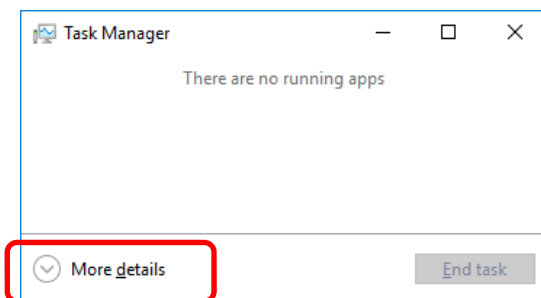 Task Manager
There are no running apps
More details
End task